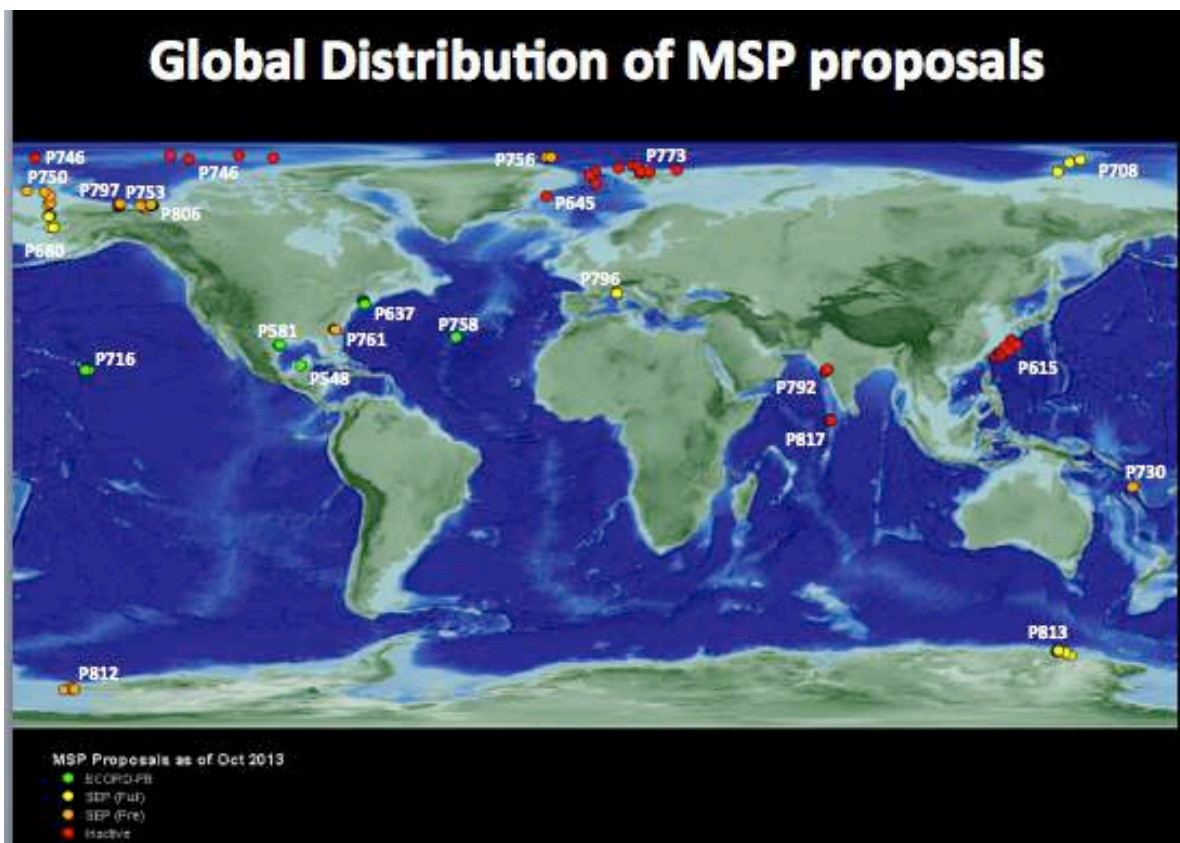 Global Distribution of MSP proposals
P746
P746
P756
P773
P708
P750
P797
P753
P806
P645
P680
P796
P637
P758
P581
P761
P716
P548
P615
P792
P817
P730
P813
P812
MSP Proposals as of Oct 2013
ECORD-FB
SEP (Full)
SEP (Pre)
Inactive